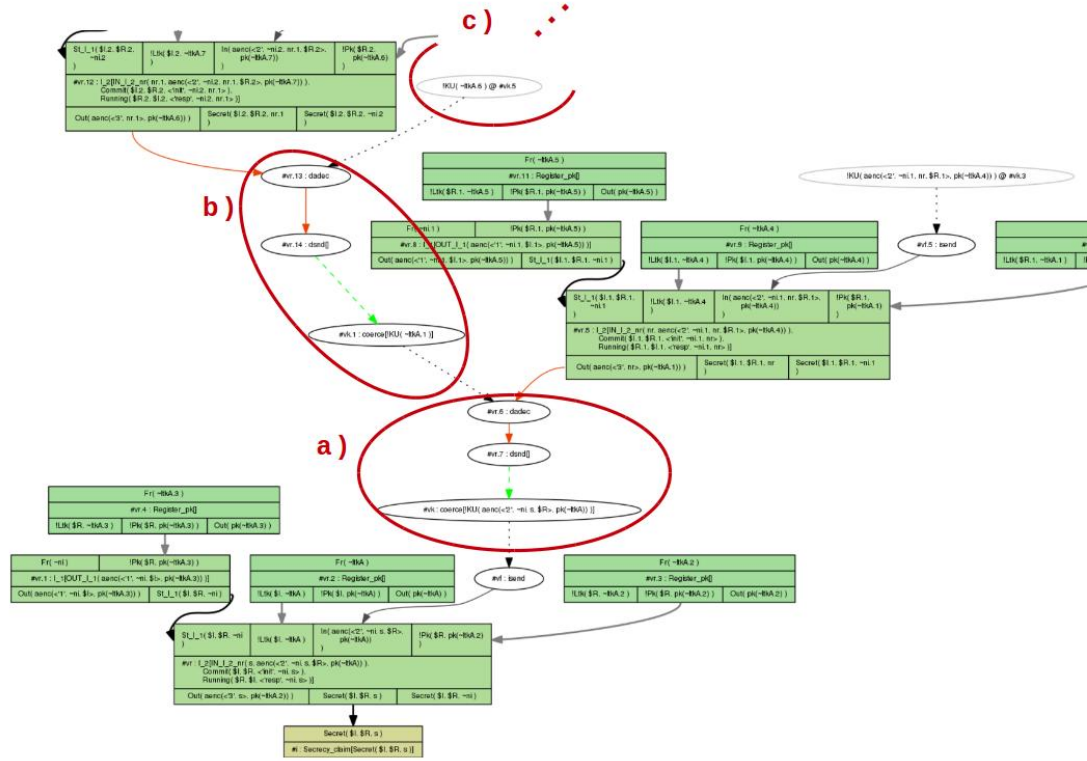 c)
St_I_1( $I.2, $R.2,
~ni.2
)
!Ltk( $I.2, ~ltkA.7
)
In( aenc(<'2', ~ni.2, nr.1, $R.2>,
pk(~ltkA.7))
)
!Pk( $R.2,
pk(~ltkA.6)
)
#vr.12 : I_2[IN_I_2_nr( nr.1, aenc(<'2', ~ni.2, nr.1, $R.2>, pk(~ltkA.7)) ),
Commit( $I.2, $R.2, <'init', ~ni.2, nr.1> ),
Running( $R.2, $I.2, <'resp', ~ni.2, nr.1> )]
Out( aenc(<'3', nr.1>, pk(~ltkA.6)) )
Secret( $I.2, $R.2, nr.1
)
Secret( $I.2, $R.2, ~ni.2
)
!KU( ~ltkA.6 ) @ #vk.5
b)
#vr.13 : dadec
#vr.14 : dsnd[]
#vk.1 : coerce[!KU( ~ltkA.1 )]
Fr( ~ltkA.5 )
#vr.11 : Register_pk[]
!Ltk( $R.1, ~ltkA.5 )
!Pk( $R.1, pk(~ltkA.5) )
Out( pk(~ltkA.5) )
Fr( ~ni.1 )
!Pk( $R.1, pk(~ltkA.5) )
#vr.8 : I_1[OUT_I_1( aenc(<'1', ~ni.1, $I.1>, pk(~ltkA.5)) )]
Out( aenc(<'1', ~ni.1, $I.1>, pk(~ltkA.5)) )
St_I_1( $I.1, $R.1, ~ni.1 )
!KU( aenc(<'2', ~ni.1, nr, $R.1>, pk(~ltkA.4)) ) @ #vk.3
Fr( ~ltkA.4 )
#vr.9 : Register_pk[]
!Ltk( $I.1, ~ltkA.4 )
!Pk( $I.1, pk(~ltkA.4) )
Out( pk(~ltkA.4) )
#vf.5 : isend
!Ltk( $R.1, ~ltkA.1 )
St_I_1( $I.1, $R.1,
~ni.1
)
!Ltk( $I.1, ~ltkA.4
)
In( aenc(<'2', ~ni.1, nr, $R.1>,
pk(~ltkA.4))
)
!Pk( $R.1,
pk(~ltkA.1)
)
#vr.5 : I_2[IN_I_2_nr( nr, aenc(<'2', ~ni.1, nr, $R.1>, pk(~ltkA.4)) ),
Commit( $I.1, $R.1, <'init', ~ni.1, nr> ),
Running( $R.1, $I.1, <'resp', ~ni.1, nr> )]
Out( aenc(<'3', nr>, pk(~ltkA.1)) )
Secret( $I.1, $R.1, nr
)
Secret( $I.1, $R.1, ~ni.1
)
a)
#vr.6 : dadec
#vr.7 : dsnd[]
#vk : coerce[!KU( aenc(<'2', ~ni, s, $R>, pk(~ltkA)) )]
#vf : isend
Fr( ~ltkA.3 )
#vr.4 : Register_pk[]
!Ltk( $R, ~ltkA.3 )
!Pk( $R, pk(~ltkA.3) )
Out( pk(~ltkA.3) )
Fr( ~ni )
!Pk( $R, pk(~ltkA.3) )
#vr.1 : I_1[OUT_I_1( aenc(<'1', ~ni, $I>, pk(~ltkA.3)) )]
Out( aenc(<'1', ~ni, $I>, pk(~ltkA.3)) )
St_I_1( $I, $R, ~ni )
Fr( ~ltkA )
#vr.2 : Register_pk[]
!Ltk( $I, ~ltkA )
!Pk( $I, pk(~ltkA) )
Out( pk(~ltkA) )
Fr( ~ltkA.2 )
#vr.3 : Register_pk[]
!Ltk( $R, ~ltkA.2 )
!Pk( $R, pk(~ltkA.2) )
Out( pk(~ltkA.2) )
St_I_1( $I, $R, ~ni
)
!Ltk( $I, ~ltkA )
In( aenc(<'2', ~ni, s, $R>,
pk(~ltkA))
)
!Pk( $R, pk(~ltkA.2)
)
#vr : I_2[IN_I_2_nr( s, aenc(<'2', ~ni, s, $R>, pk(~ltkA)) ),
Commit( $I, $R, <'init', ~ni, s> ),
Running( $R, $I, <'resp', ~ni, s> )]
Out( aenc(<'3', s>, pk(~ltkA.2)) )
Secret( $I, $R, s )
Secret( $I, $R, ~ni )
Secret( $I, $R, s )
#i : Secrecy_claim[Secret( $I, $R, s )]